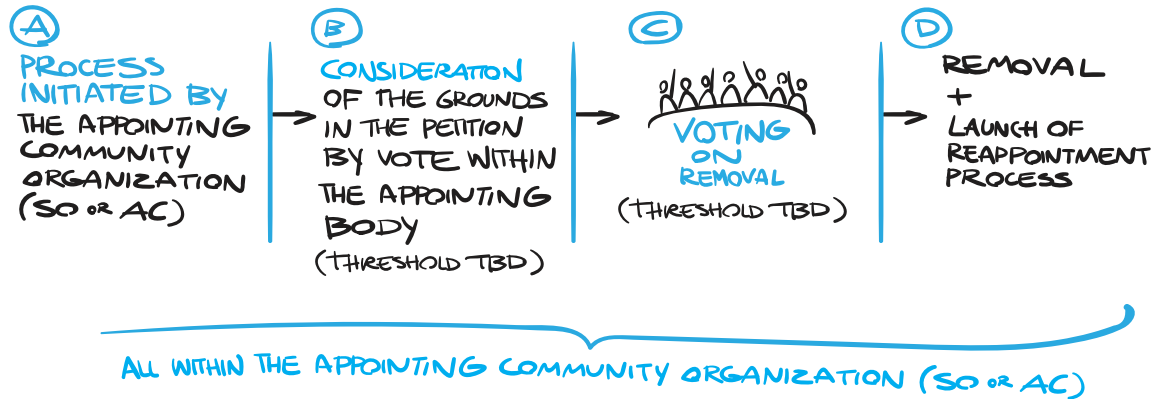 A
PROCESS
INITIATED BY
THE APPOINTING
COMMUNITY
ORGANIZATION
(SO OR AC)
B
CONSIDERATION
OF THE GROUNDS
IN THE PETITION
BY VOTE WITHIN
THE APPOINTING
BODY
(THRESHOLD TBD)
C
VOTING
ON
REMOVAL
(THRESHOLD TBD)
D
REMOVAL
+
LAUNCH OF
REAPPOINTMENT
PROCESS
ALL WITHIN THE APPOINTING COMMUNITY ORGANIZATION (SO OR AC)